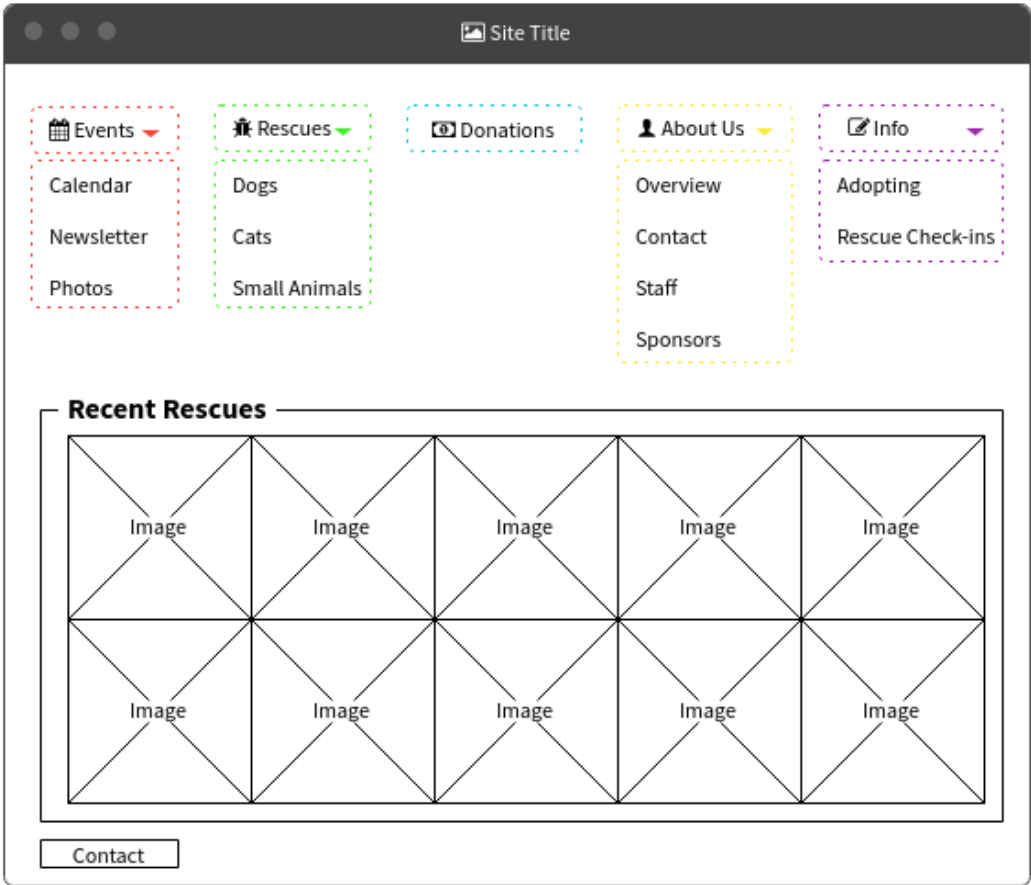 Site Title
Events
Rescues
Donations
About Us
Info
Calendar
Dogs
Overview
Adopting
Newsletter
Cats
Contact
Rescue Check-ins
Photos
Small Animals
Staff
Sponsors
Recent Rescues
Image
Image
Image
Image
Image
Image
Image
Image
Image
Image
Contact